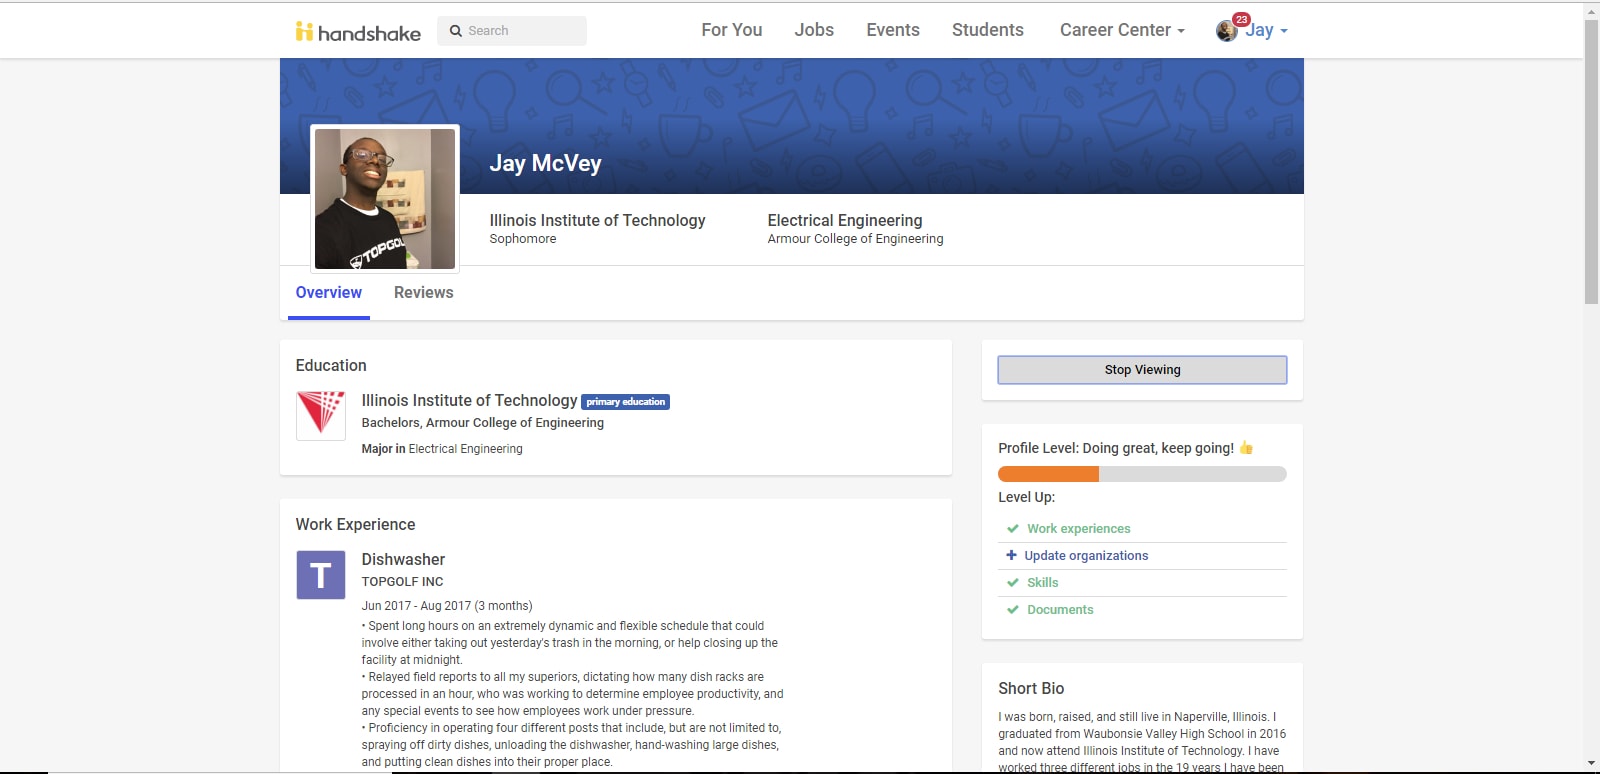 handshake
Search
For You
Jobs
Events
Students
Career Center
23
Jay
Jay McVey
TOPGOLF
Illinois Institute of Technology
Sophomore
Electrical Engineering
Armour College of Engineering
Overview
Reviews
Education
Illinois Institute of Technology primary education
Bachelors, Armour College of Engineering
Major in Electrical Engineering
Work Experience
T
Dishwasher
TOPGOLF INC
Jun 2017 - Aug 2017 (3 months)
• Spent long hours on an extremely dynamic and flexible schedule that could
involve either taking out yesterday's trash in the morning, or help closing up the
facility at midnight.
• Relayed field reports to all my superiors, dictating how many dish racks are
processed in an hour, who was working to determine employee productivity, and
any special events to see how employees work under pressure.
• Proficiency in operating four different posts that include, but are not limited to,
spraying off dirty dishes, unloading the dishwasher, hand-washing large dishes,
and putting clean dishes into their proper place.
Stop Viewing
Profile Level: Doing great, keep going! 👍
Level Up:
Work experiences
Update organizations
Skills
Documents
Short Bio
I was born, raised, and still live in Naperville, Illinois. I
graduated from Waubonsie Valley High School in 2016
and now attend Illinois Institute of Technology. I have
worked three different jobs in the 19 years I have been